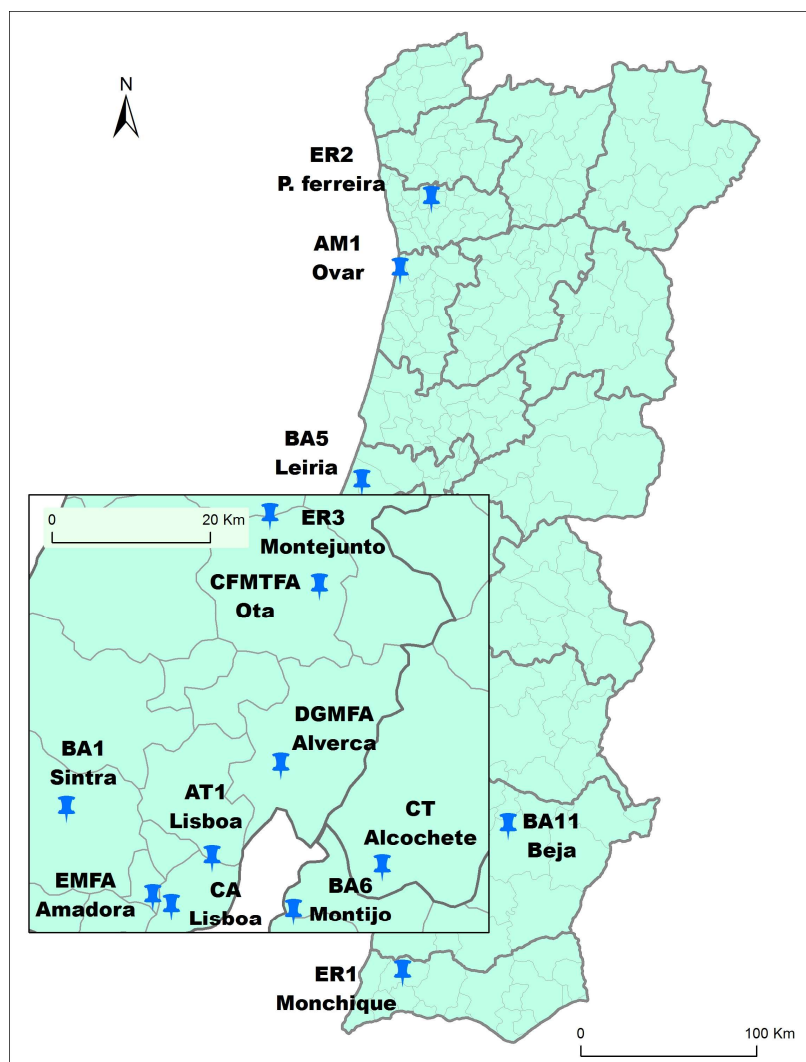 N
ER2
P. ferreira
AM1
Ovar
BA5
Leiria
0 20 Km
ER3
Montejunto
CFMTFA
Ota
DGMFA
Alverca
BA1
Sintra
AT1
Lisboa
CT
Alcochete
BA11
Beja
EMFA
Amadora
CA
Lisboa
BA6
Montijo
ER1
Monchique
0 100 Km